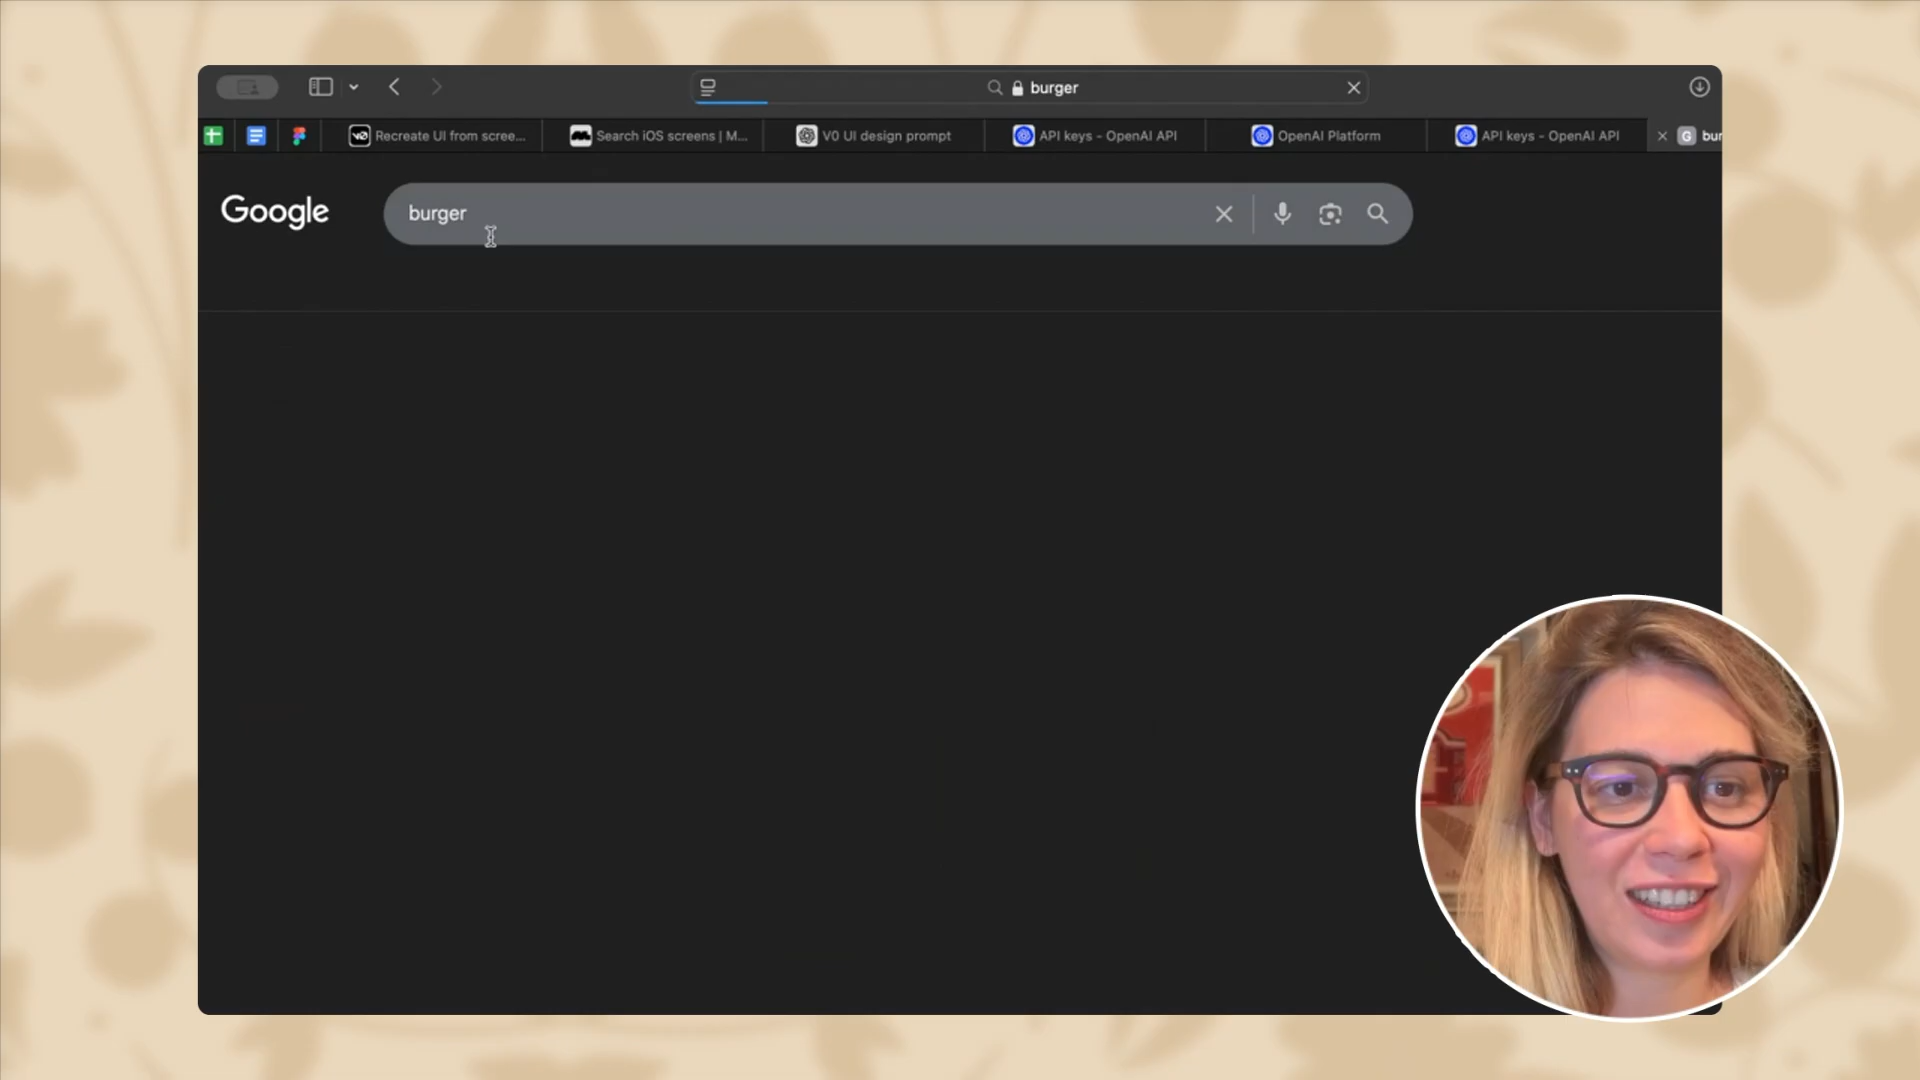 burger
Recreate UI from scree...
Search iOS screens | M...
V0 UI design prompt
API keys - OpenAI API
OpenAI Platform
API keys - OpenAI API
G
bur
Google
burger